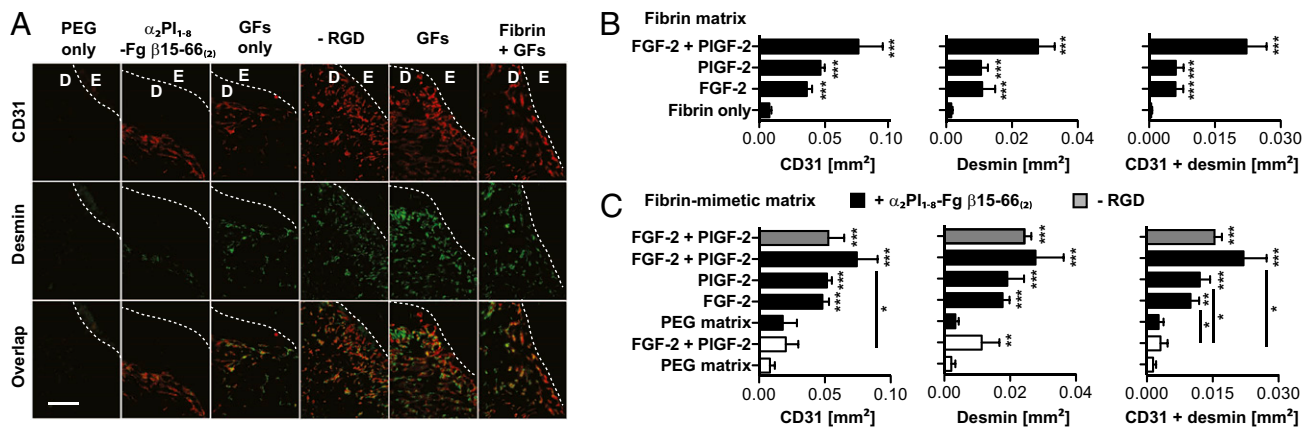 A
PEG only
α₂PI₁₋₈ -Fg β15-66₍₂₎
GFs only
- RGD
GFs
Fibrin + GFs
CD31
D E
E D
E D
D E
D E
D E
Desmin
Overlap
B Fibrin matrix
FGF-2 + PlGF-2
PlGF-2
FGF-2
Fibrin only
***
***
***
0.00 0.05 0.10
CD31 [mm²]
***
***
***
0.00 0.02 0.04
Desmin [mm²]
***
***
***
0.000 0.015 0.030
CD31 + desmin [mm²]
C Fibrin-mimetic matrix
+ α₂PI₁₋₈-Fg β15-66₍₂₎
- RGD
FGF-2 + PlGF-2
FGF-2 + PlGF-2
PlGF-2
FGF-2
PEG matrix
FGF-2 + PlGF-2
PEG matrix
***
***
***
***
*
0.00 0.05 0.10
CD31 [mm²]
***
***
***
***
**
0.00 0.02 0.04
Desmin [mm²]
***
***
***
**
*
*
*
0.000 0.015 0.030
CD31 + desmin [mm²]